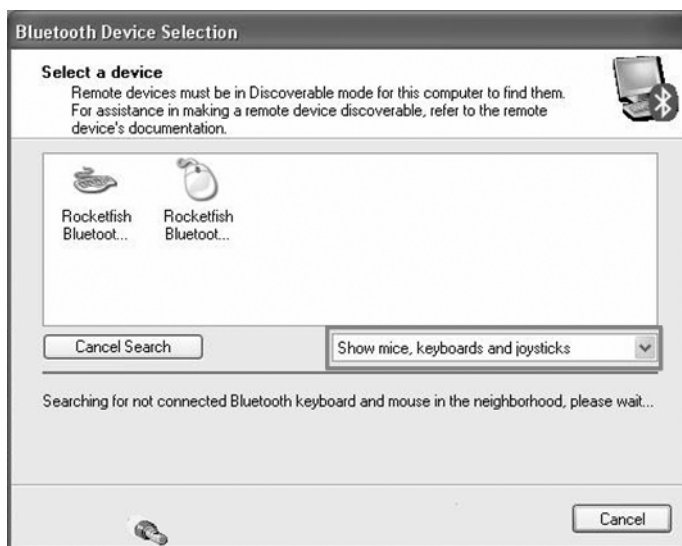 Bluetooth Device Selection
Select a device
Remote devices must be in Discoverable mode for this computer to find them.
For assistance in making a remote device discoverable, refer to the remote
device's documentation.
Rocketfish
Bluetoot...
Rocketfish
Bluetoot...
Cancel Search
Show mice, keyboards and joysticks
Searching for not connected Bluetooth keyboard and mouse in the neighborhood, please wait...
Cancel